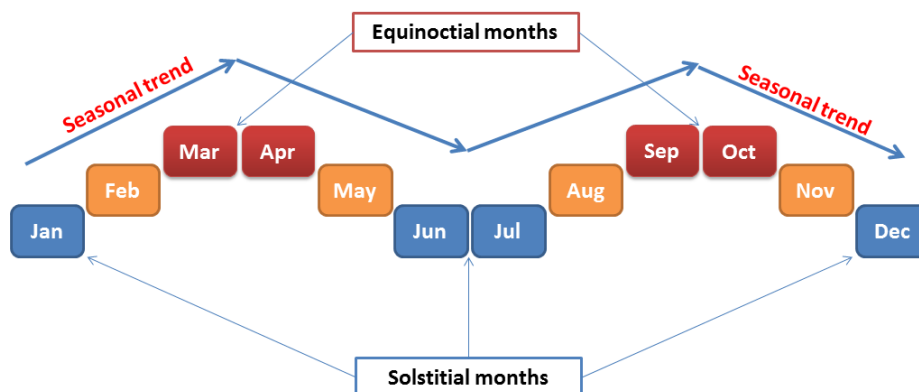 Equinoctial months
Seasonal trend
Seasonal trend
Mar
Apr
Sep
Oct
Feb
May
Aug
Nov
Jan
Jun
Jul
Dec
Solstitial months